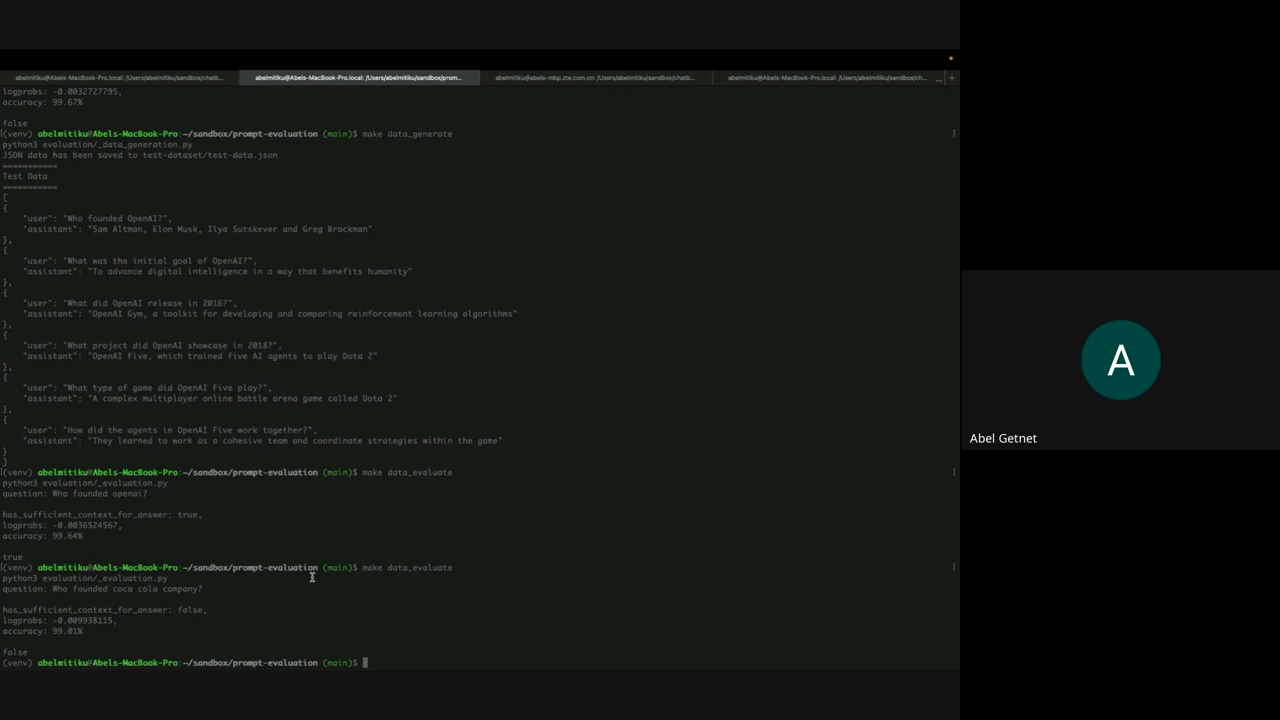 abelmitiku@Abels-MacBook-Pro.local: /Users/abelmitiku/sandbox/chatb...
abelmitiku@Abels-MacBook-Pro.local: /Users/abelmitiku/sandbox/prom...
abelmitiku@abels-mbp.zte.com.cn: /Users/abelmitiku/sandbox/chatb...
abelmitiku@Abels-MacBook-Pro.local: /Users/abelmitiku/sandbox/ch...
... +
logprobs: -0.0032727795,
accuracy: 99.67%
false
(venv) abelmitiku@Abels-MacBook-Pro:~/sandbox/prompt-evaluation (main)$ make data_generate
python3 evaluation/_data_generation.py
JSON data has been saved to test-dataset/test-data.json
===========
Test Data
===========
[
{
"user": "Who founded OpenAI?",
"assistant": "Sam Altman, Elon Musk, Ilya Sutskever and Greg Brockman"
},
{
"user": "What was the initial goal of OpenAI?",
"assistant": "To advance digital intelligence in a way that benefits humanity"
},
{
"user": "What did OpenAI release in 2016?",
"assistant": "OpenAI Gym, a toolkit for developing and comparing reinforcement learning algorithms"
},
{
"user": "What project did OpenAI showcase in 2018?",
"assistant": "OpenAI Five, which trained five AI agents to play Dota 2"
},
{
"user": "What type of game did OpenAI Five play?",
"assistant": "A complex multiplayer online battle arena game called Dota 2"
},
{
"user": "How did the agents in OpenAI Five work together?",
"assistant": "They learned to work as a cohesive team and coordinate strategies within the game"
}
]
(venv) abelmitiku@Abels-MacBook-Pro:~/sandbox/prompt-evaluation (main)$ make data_evaluate
python3 evaluation/_evaluation.py
question: Who founded openai?
has_sufficient_context_for_answer: true,
logprobs: -0.0036524567,
accuracy: 99.64%
true
(venv) abelmitiku@Abels-MacBook-Pro:~/sandbox/prompt-evaluation (main)$ make data_evaluate
python3 evaluation/_evaluation.py
question: Who founded coca cola company?
has_sufficient_context_for_answer: false,
logprobs: -0.009938115,
accuracy: 99.01%
false
(venv) abelmitiku@Abels-MacBook-Pro:~/sandbox/prompt-evaluation (main)$
A
Abel Getnet